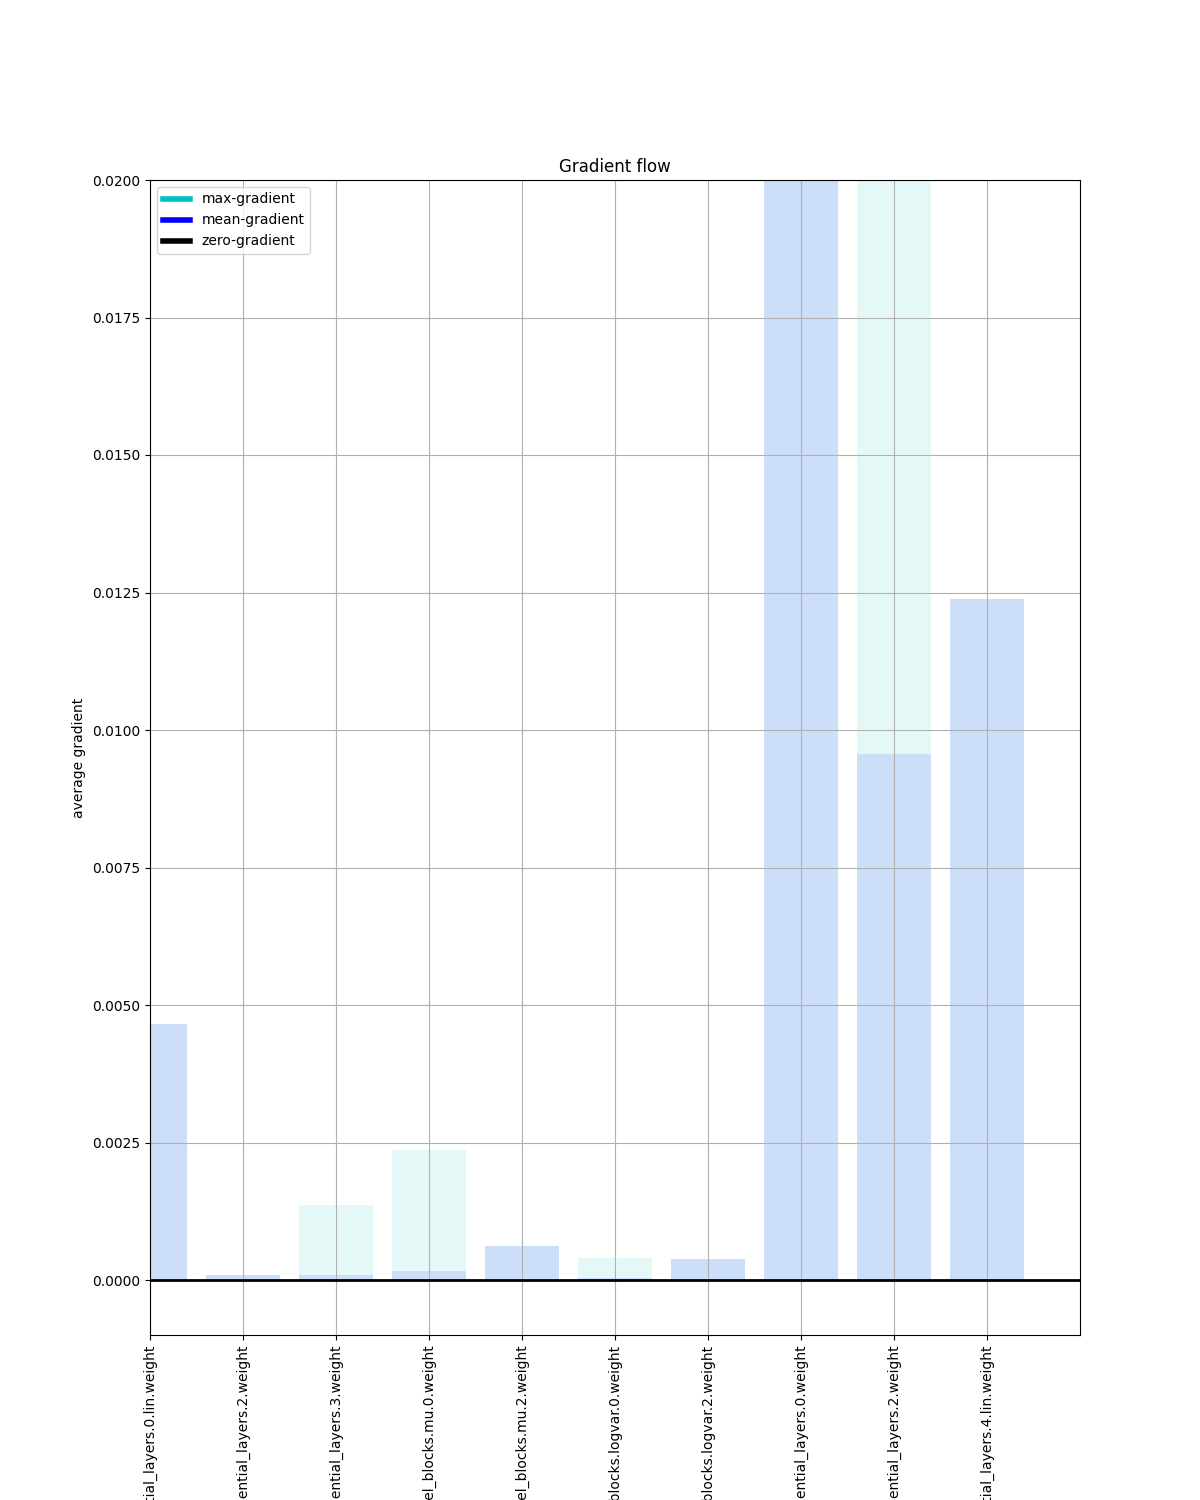 Gradient flow
max-gradient
mean-gradient
zero-gradient
0.0200
0.0175
0.0150
0.0125
0.0100
0.0075
0.0050
0.0025
0.0000
average gradient
tial_layers.0.lin.weight
ential_layers.2.weight
ential_layers.3.weight
el_blocks.mu.0.weight
el_blocks.mu.2.weight
blocks.logvar.0.weight
blocks.logvar.2.weight
ential_layers.0.weight
ential_layers.2.weight
tial_layers.4.lin.weight